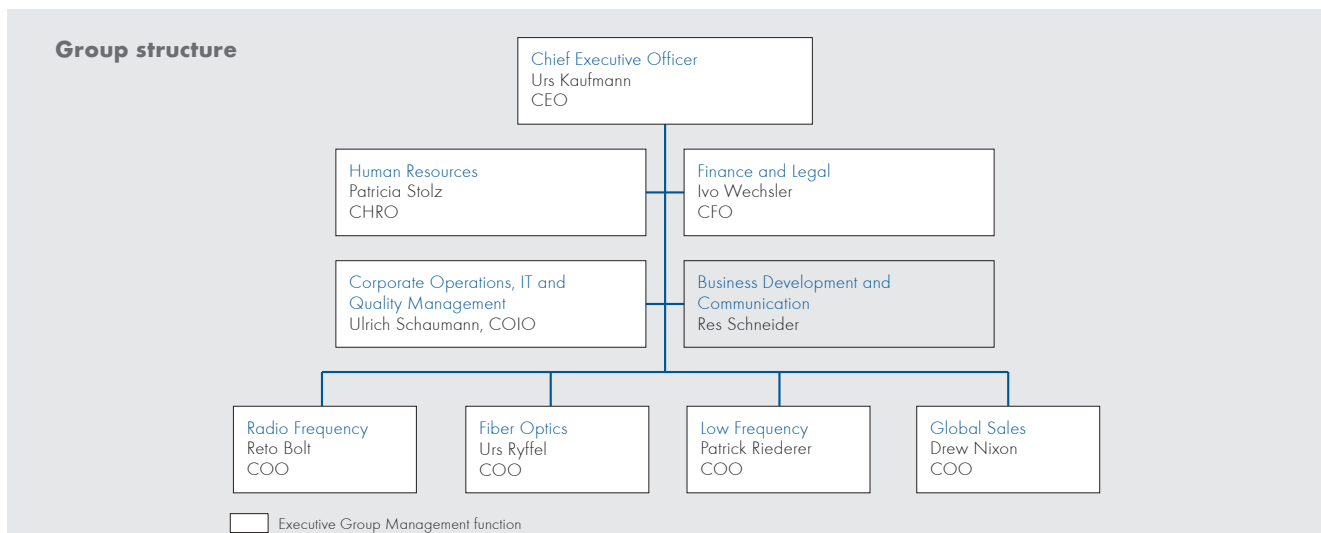 Group structure
Chief Executive Officer
Urs Kaufmann
CEO
Human Resources
Patricia Stolz
CHRO
Finance and Legal
Ivo Wechsler
CFO
Corporate Operations, IT and
Quality Management
Ulrich Schaumann, COIO
Business Development and
Communication
Res Schneider
Radio Frequency
Reto Bolt
COO
Fiber Optics
Urs Ryffel
COO
Low Frequency
Patrick Riederer
COO
Global Sales
Drew Nixon
COO
Executive Group Management function